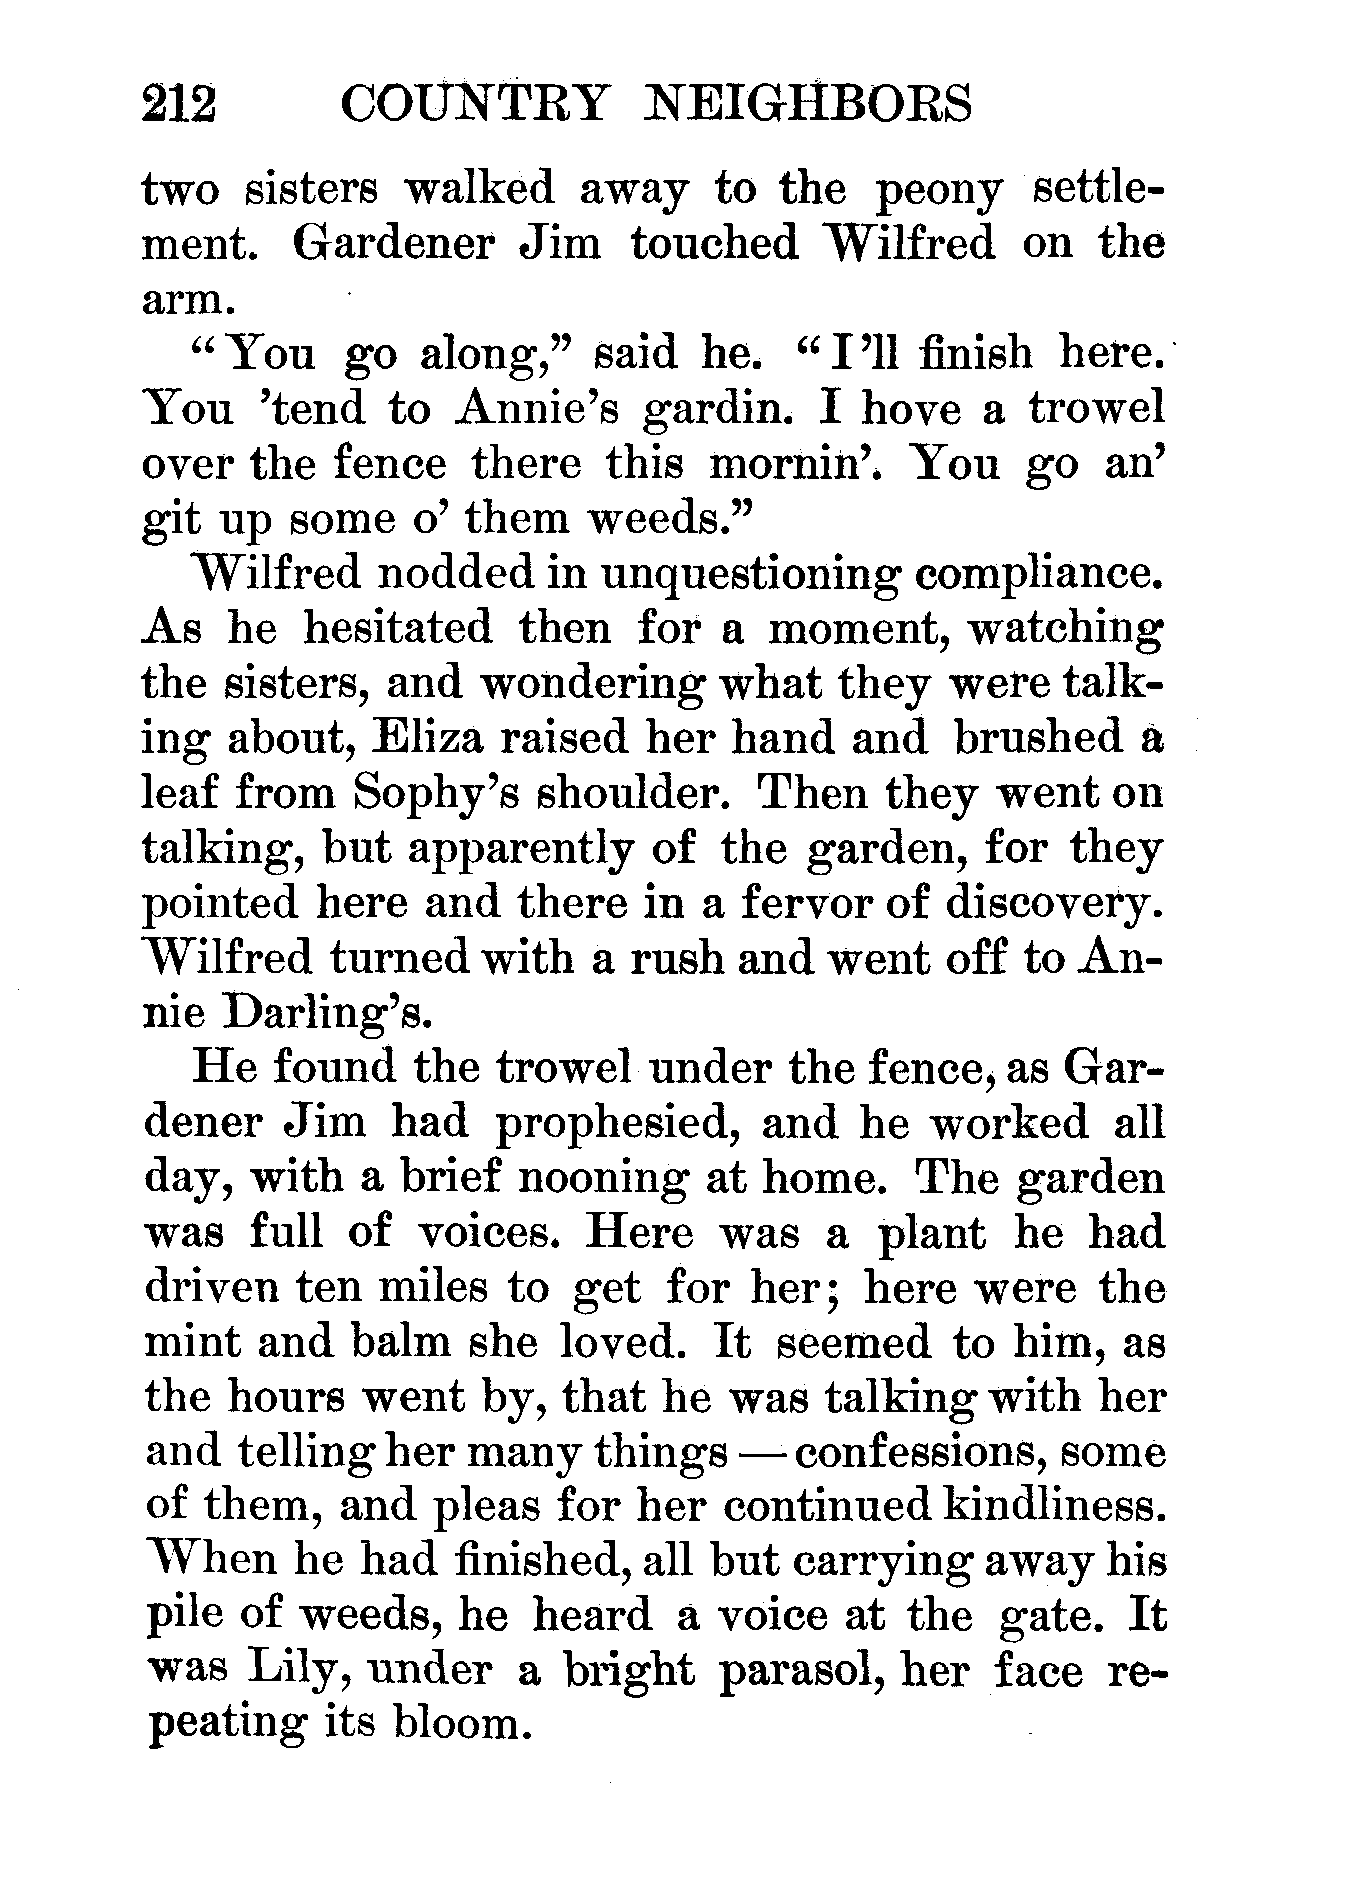 212 COUNTRY NEIGHBORS
two sisters walked away to the peony settle-
ment. Gardener Jim touched Wilfred on the
arm.
“You go along,” said he. “I’ll finish here.
You ’tend to Annie’s gardin. I hove a trowel
over the fence there this mornin’. You go an’
git up some o’ them weeds.”
Wilfred nodded in unquestioning compliance.
As he hesitated then for a moment, watching
the sisters, and wondering what they were talk-
ing about, Eliza raised her hand and brushed a
leaf from Sophy’s shoulder. Then they went on
talking, but apparently of the garden, for they
pointed here and there in a fervor of discovery.
Wilfred turned with a rush and went off to An-
nie Darling’s.
He found the trowel under the fence, as Gar-
dener Jim had prophesied, and he worked all
day, with a brief nooning at home. The garden
was full of voices. Here was a plant he had
driven ten miles to get for her; here were the
mint and balm she loved. It seemed to him, as
the hours went by, that he was talking with her
and telling her many things — confessions, some
of them, and pleas for her continued kindliness.
When he had finished, all but carrying away his
pile of weeds, he heard a voice at the gate. It
was Lily, under a bright parasol, her face re-
peating its bloom.